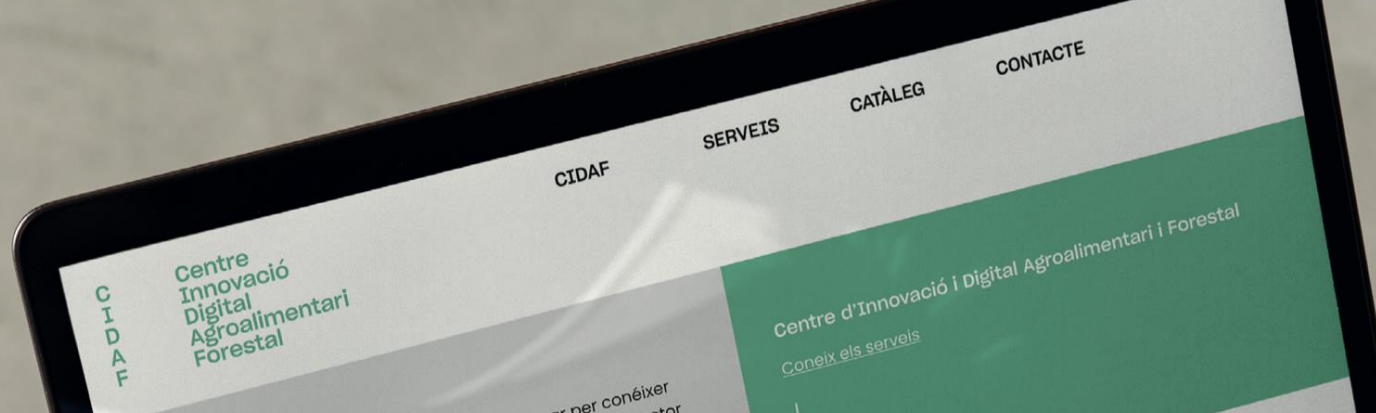 CIDAF
SERVEIS
CATÀLEG
CONTACTE
C
I
D
A
F
Centre
Innovació
Digital
Agroalimentari
Forestal
Centre d'Innovació i Digital Agroalimentari i Forestal
Coneix els serveis
per conéixer